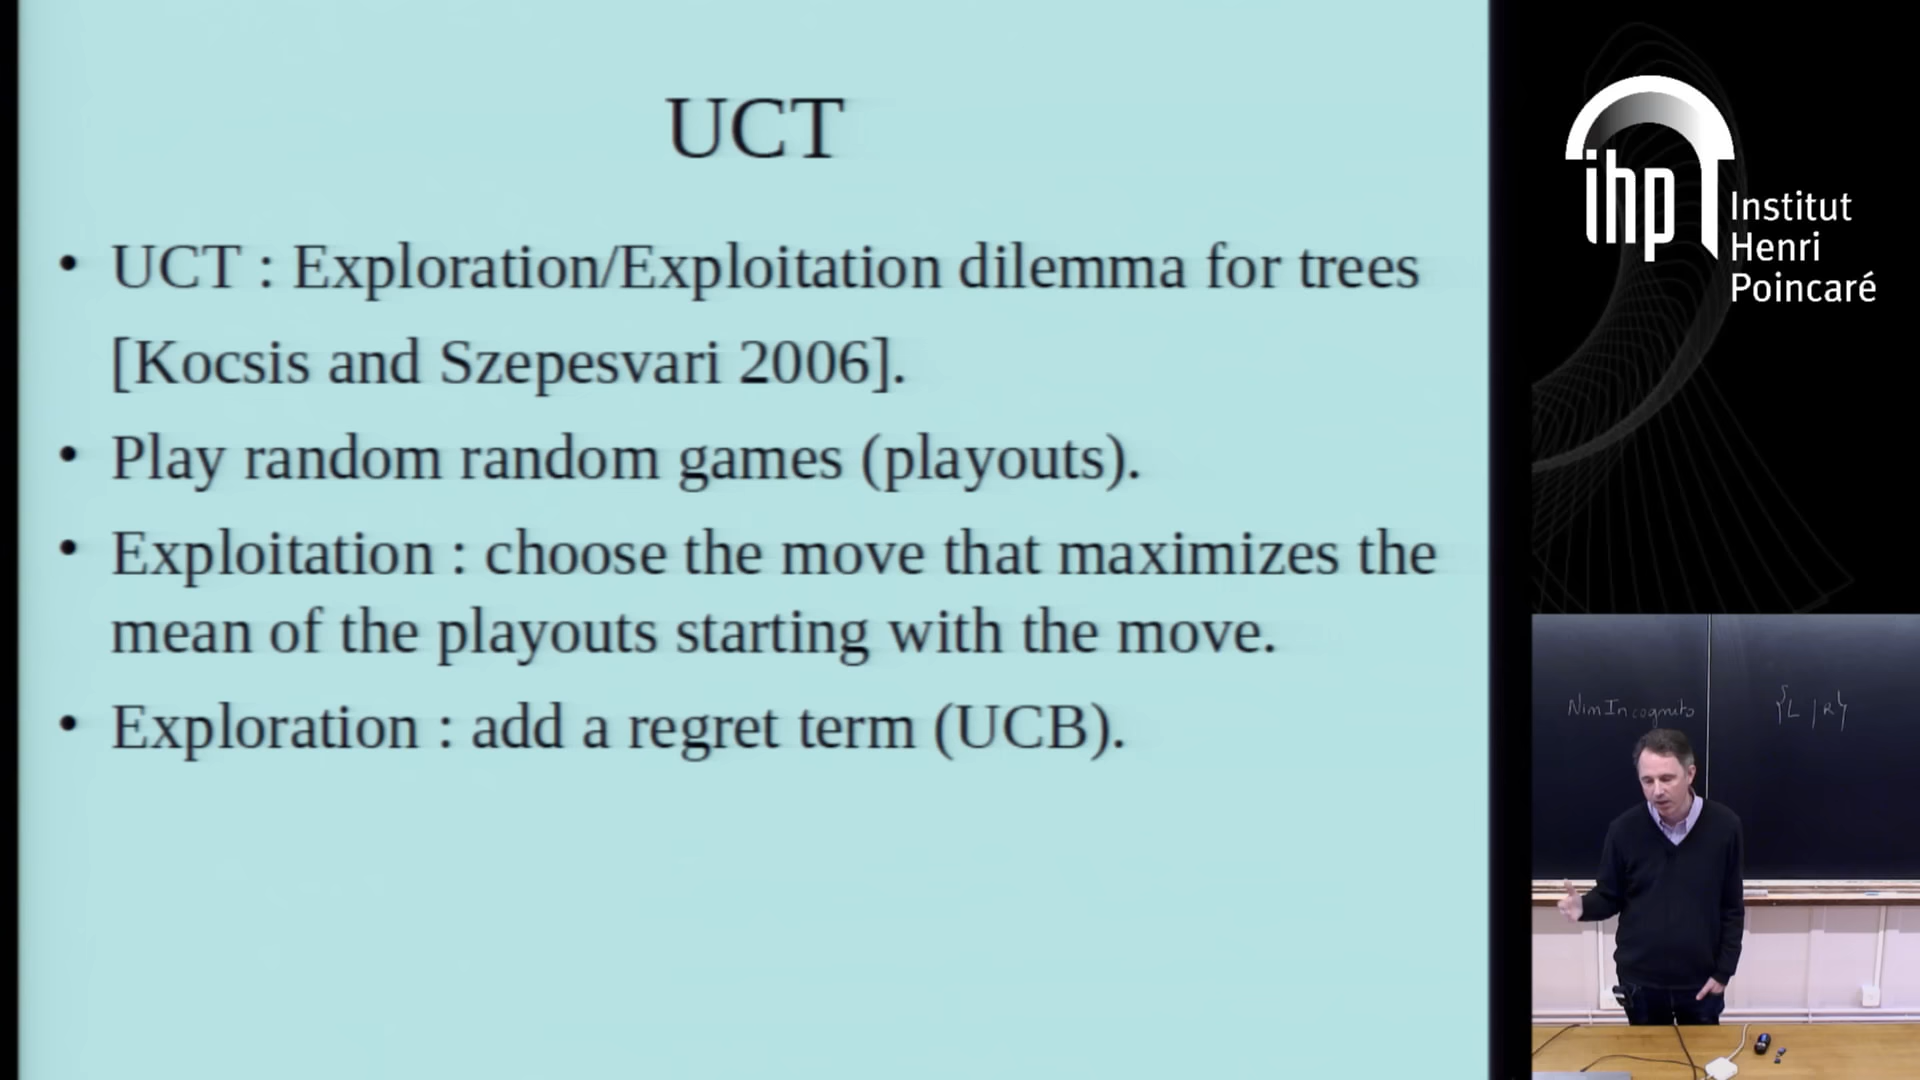 UCT
• UCT : Exploration/Exploitation dilemma for trees
[Kocsis and Szepesvari 2006].
• Play random random games (playouts).
• Exploitation : choose the move that maximizes the
mean of the playouts starting with the move.
• Exploration : add a regret term (UCB).
ihp
Institut
Henri
Poincaré
NimIncognito
{L | R}